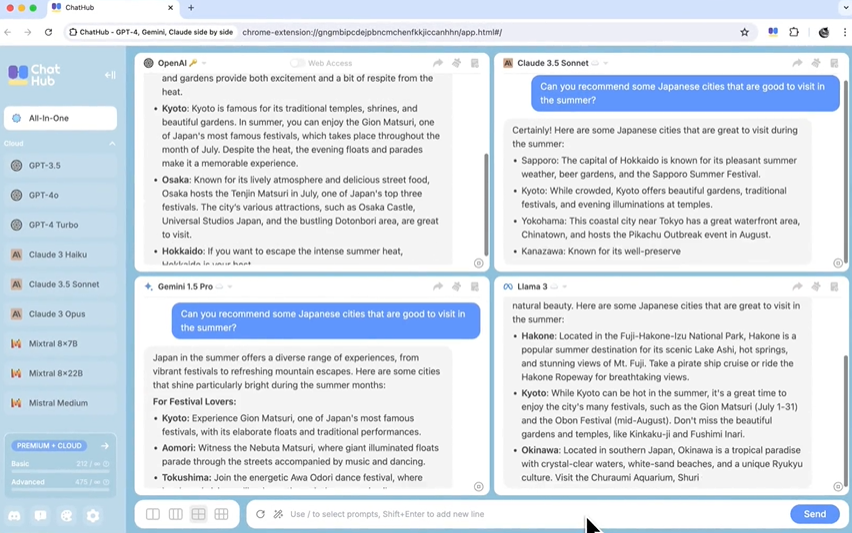 ChatHub
ChatHub - GPT-4, Gemini, Claude side by side
chrome-extension://gngmbipcdejpbncmchenfkkjiccanhhn/app.html#/
Chat
Hub
All-In-One
Cloud
GPT-3.5
GPT-4o
GPT-4 Turbo
Claude 3 Haiku
Claude 3.5 Sonnet
Claude 3 Opus
Mixtral 8×7B
Mixtral 8×22B
Mistral Medium
PREMIUM + CLOUD
Basic
212 / ∞
Advanced
475 / ∞
OpenAI
Web Access
and gardens provide both excitement and a bit of respite from the
heat.
• Kyoto: Kyoto is famous for its traditional temples, shrines, and
beautiful gardens. In summer, you can enjoy the Gion Matsuri, one
of Japan's most famous festivals, which takes place throughout the
month of July. Despite the heat, the evening floats and parades
make it a memorable experience.
• Osaka: Known for its lively atmosphere and delicious street food,
Osaka hosts the Tenjin Matsuri in July, one of Japan's top three
festivals. The city's various attractions, such as Osaka Castle,
Universal Studios Japan, and the bustling Dotonbori area, are great
to visit.
• Hokkaido: If you want to escape the intense summer heat,
Hokkaido is your best
Claude 3.5 Sonnet
Can you recommend some Japanese cities that are good to visit in
the summer?
Certainly! Here are some Japanese cities that are great to visit during
the summer:
• Sapporo: The capital of Hokkaido is known for its pleasant summer
weather, beer gardens, and the Sapporo Summer Festival.
• Kyoto: While crowded, Kyoto offers beautiful gardens, traditional
festivals, and evening illuminations at temples.
• Yokohama: This coastal city near Tokyo has a great waterfront area,
Chinatown, and hosts the Pikachu Outbreak event in August.
• Kanazawa: Known for its well-preserve
Gemini 1.5 Pro
Can you recommend some Japanese cities that are good to visit in
the summer?
Japan in the summer offers a diverse range of experiences, from
vibrant festivals to refreshing mountain escapes. Here are some cities
that shine particularly bright during the summer months:
For Festival Lovers:
• Kyoto: Experience Gion Matsuri, one of Japan's most famous
festivals, with its elaborate floats and traditional performances.
• Aomori: Witness the Nebuta Matsuri, where giant illuminated floats
parade through the streets accompanied by music and dancing.
• Tokushima: Join the energetic Awa Odori dance festival, where
Llama 3
natural beauty. Here are some Japanese cities that are great to visit in
the summer:
• Hakone: Located in the Fuji-Hakone-Izu National Park, Hakone is a
popular summer destination for its scenic Lake Ashi, hot springs,
and stunning views of Mt. Fuji. Take a pirate ship cruise or ride the
Hakone Ropeway for breathtaking views.
• Kyoto: While Kyoto can be hot in the summer, it's a great time to
enjoy the city's many festivals, such as the Gion Matsuri (July 1-31)
and the Obon Festival (mid-August). Don't miss the beautiful
gardens and temples, like Kinkaku-ji and Fushimi Inari.
• Okinawa: Located in southern Japan, Okinawa is a tropical paradise
with crystal-clear waters, white-sand beaches, and a unique Ryukyu
culture. Visit the Churaumi Aquarium, Shuri
Use / to select prompts, Shift+Enter to add new line
Send